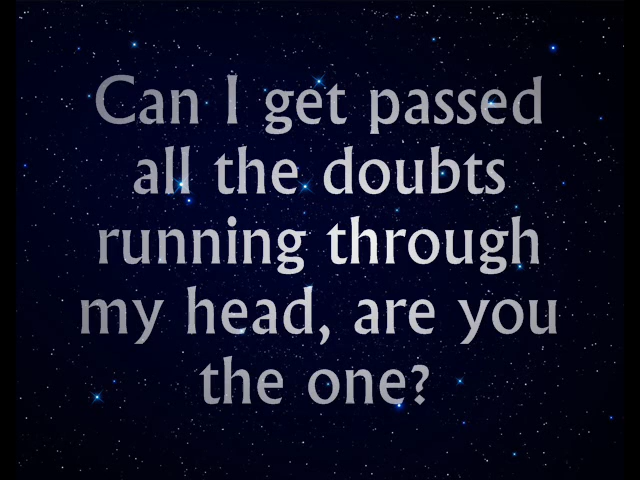 Can I get passed
all the doubts
running through
my head, are you
the one?